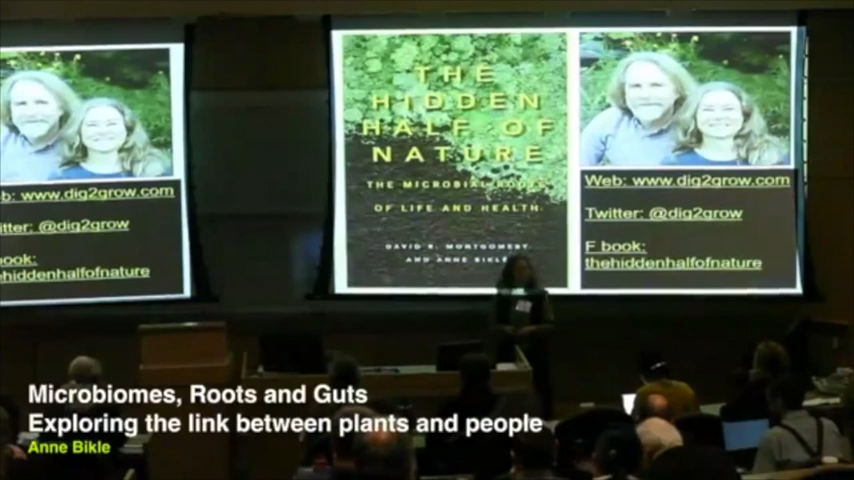 THE
HIDDEN
HALF OF
NATURE
THE MICROBIAL ROOTS
OF LIFE AND HEALTH
DAVID R. MONTGOMERY
AND ANNE BIKLE
Web: www.dig2grow.com
Twitter: @dig2grow
F book:
thehiddenhalfofnature
b: www.dig2grow.com
witter: @dig2grow
ook:
hiddenhalfofnature
Microbiomes, Roots and Guts
Exploring the link between plants and people
Anne Bikle